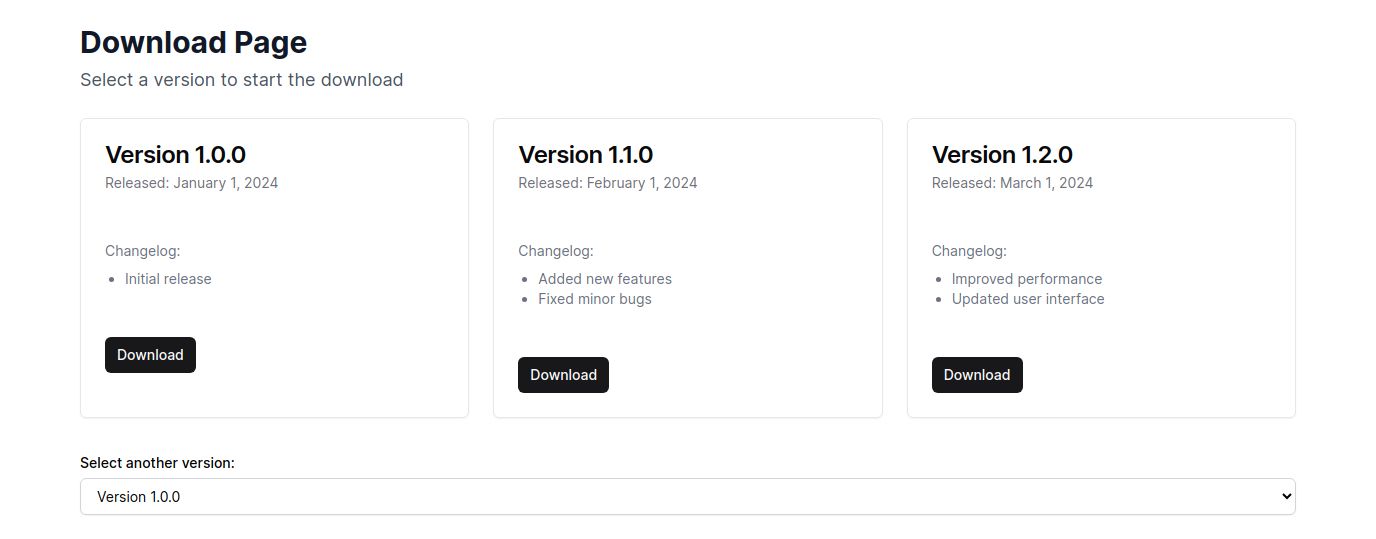 Download Page
Select a version to start the download
Version 1.0.0
Released: January 1, 2024
Changelog:
Initial release
Download
Version 1.1.0
Released: February 1, 2024
Changelog:
Added new features
Fixed minor bugs
Download
Version 1.2.0
Released: March 1, 2024
Changelog:
Improved performance
Updated user interface
Download
Select another version:
Version 1.0.0